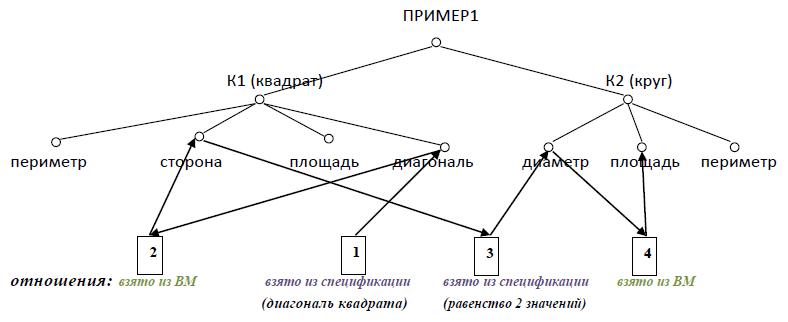 ПРИМЕР1
К1 (квадрат) К2 (круг)
периметр сторона площадь диагональ диаметр площадь периметр
2 1 3 4
отношения: взято из ВМ взято из спецификации взято из спецификации взято из ВМ
(диагональ квадрата) (равенство 2 значений)